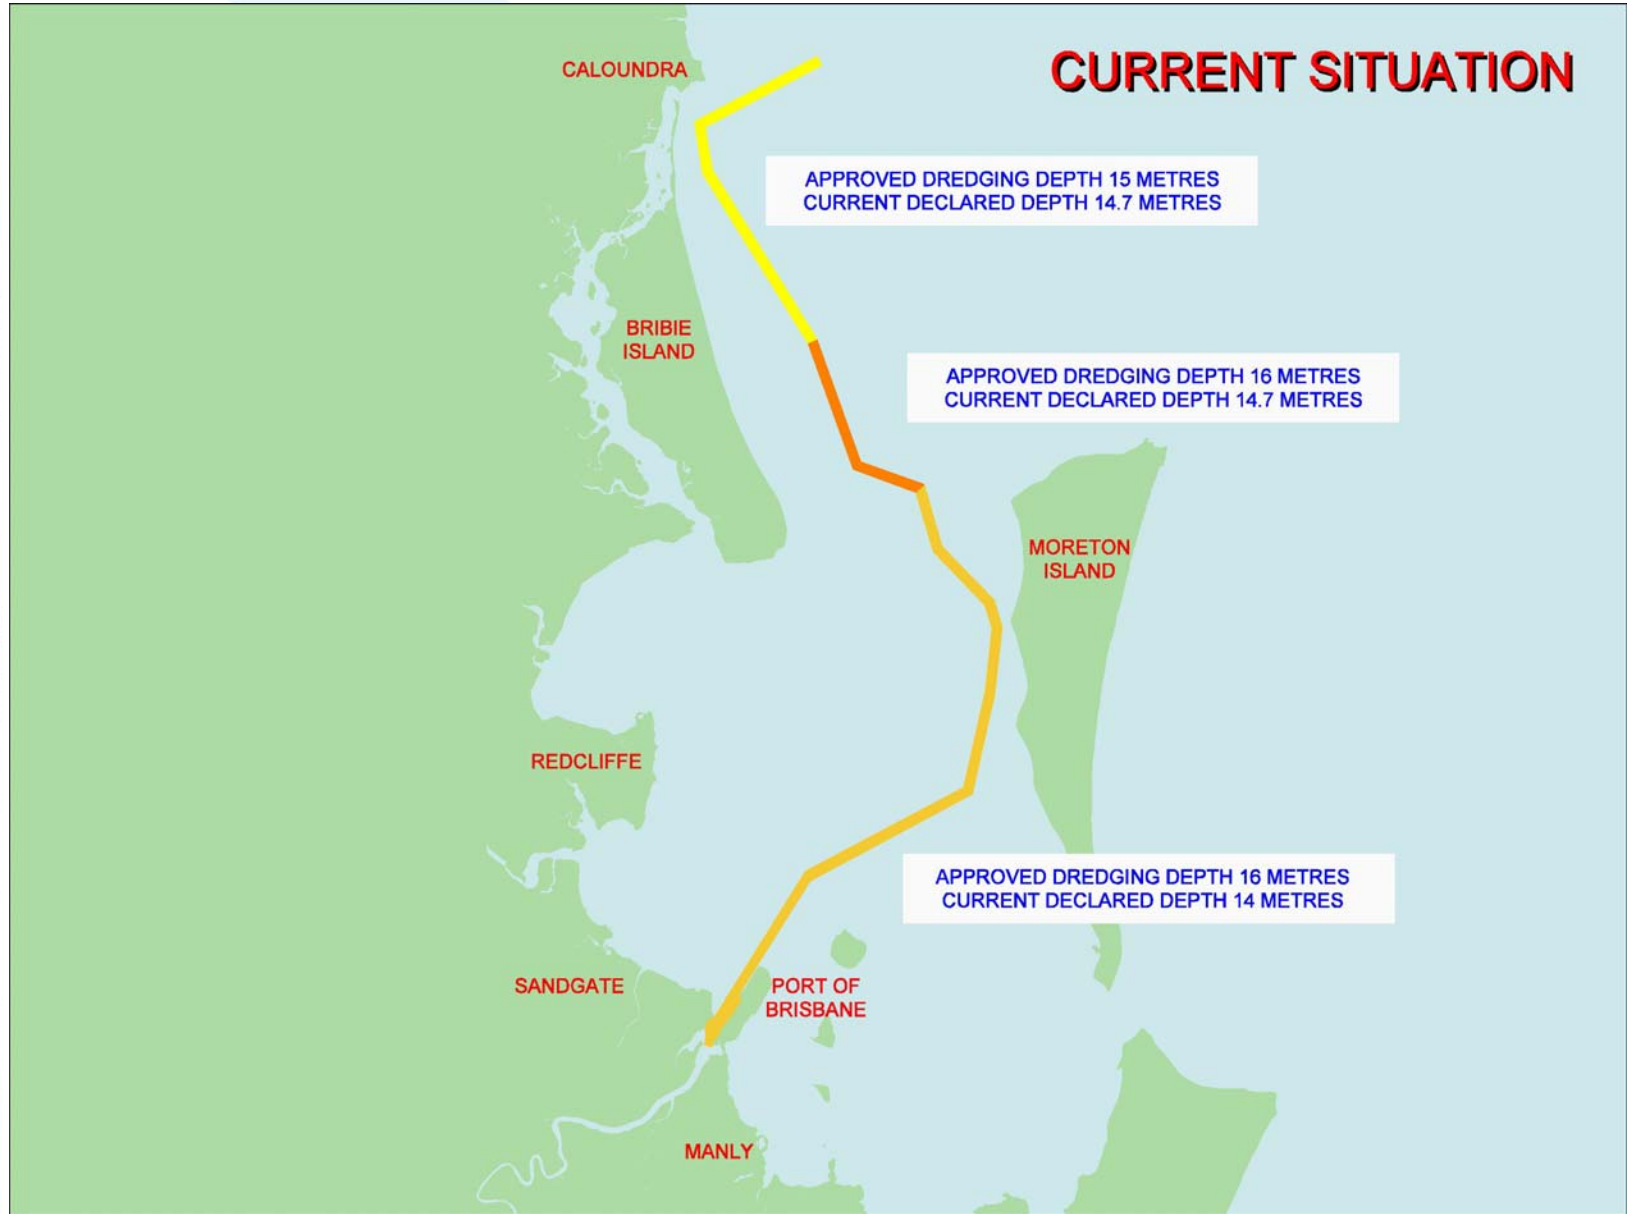 CURRENT SITUATION
CALOUNDRA
APPROVED DREDGING DEPTH 15 METRES
CURRENT DECLARED DEPTH 14.7 METRES
BRIBIE
ISLAND
APPROVED DREDGING DEPTH 16 METRES
CURRENT DECLARED DEPTH 14.7 METRES
MORETON
ISLAND
REDCLIFFE
APPROVED DREDGING DEPTH 16 METRES
CURRENT DECLARED DEPTH 14 METRES
SANDGATE
PORT OF
BRISBANE
MANLY